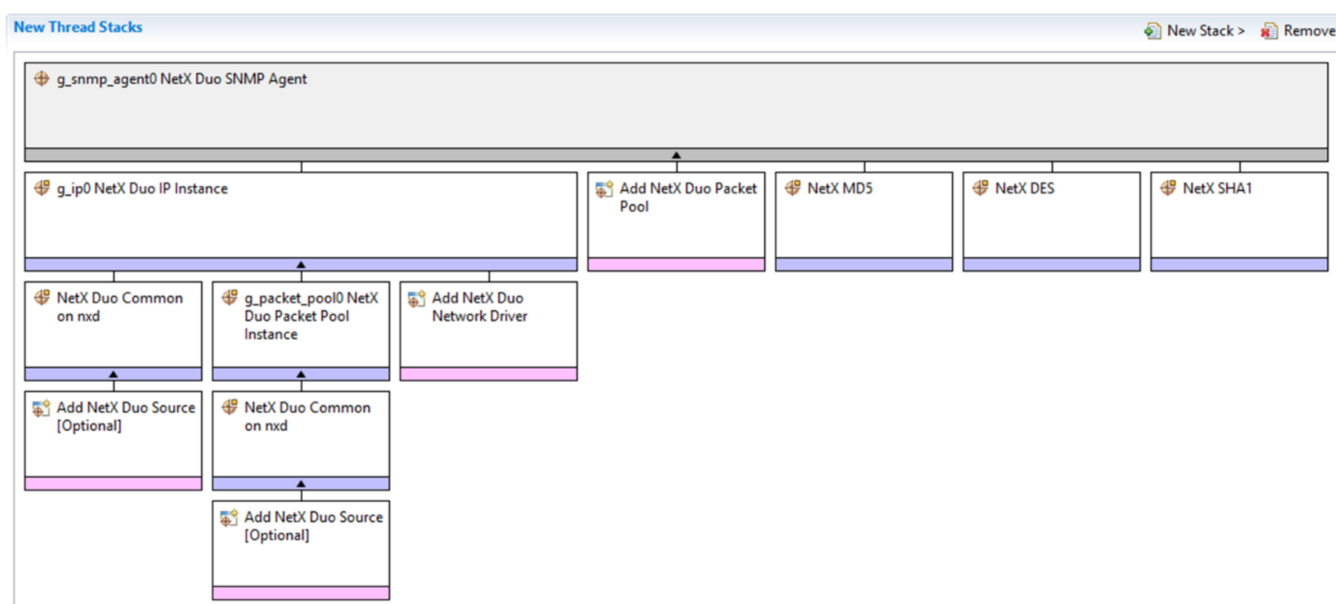 New Thread Stacks
New Stack > Remove
g_snmp_agent0 NetX Duo SNMP Agent
g_ip0 NetX Duo IP Instance
Add NetX Duo Packet
Pool
NetX MD5
NetX DES
NetX SHA1
NetX Duo Common
on nxd
g_packet_pool0 NetX
Duo Packet Pool
Instance
Add NetX Duo
Network Driver
Add NetX Duo Source
[Optional]
NetX Duo Common
on nxd
Add NetX Duo Source
[Optional]